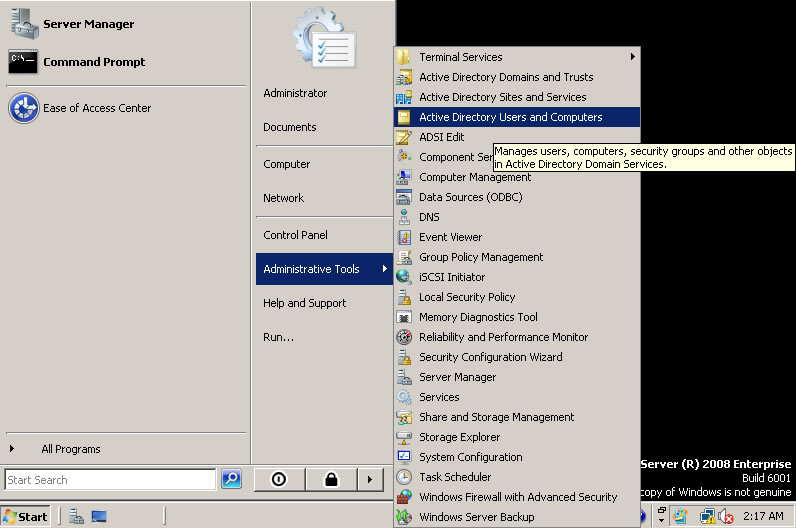 Server Manager
Command Prompt
Ease of Access Center
All Programs
Start Search
Administrator
Documents
Computer
Network
Control Panel
Administrative Tools
Help and Support
Run...
Terminal Services
Active Directory Domains and Trusts
Active Directory Sites and Services
Active Directory Users and Computers
ADSI Edit
Manages users, computers, security groups and other objects
in Active Directory Domain Services.
Component Ser
Computer Management
Data Sources (ODBC)
DNS
Event Viewer
Group Policy Management
iSCSI Initiator
Local Security Policy
Memory Diagnostics Tool
Reliability and Performance Monitor
Security Configuration Wizard
Server Manager
Services
Share and Storage Management
Storage Explorer
System Configuration
Task Scheduler
Windows Firewall with Advanced Security
Windows Server Backup
Server (R) 2008 Enterprise
Build 6001
copy of Windows is not genuine
Start
2:17 AM